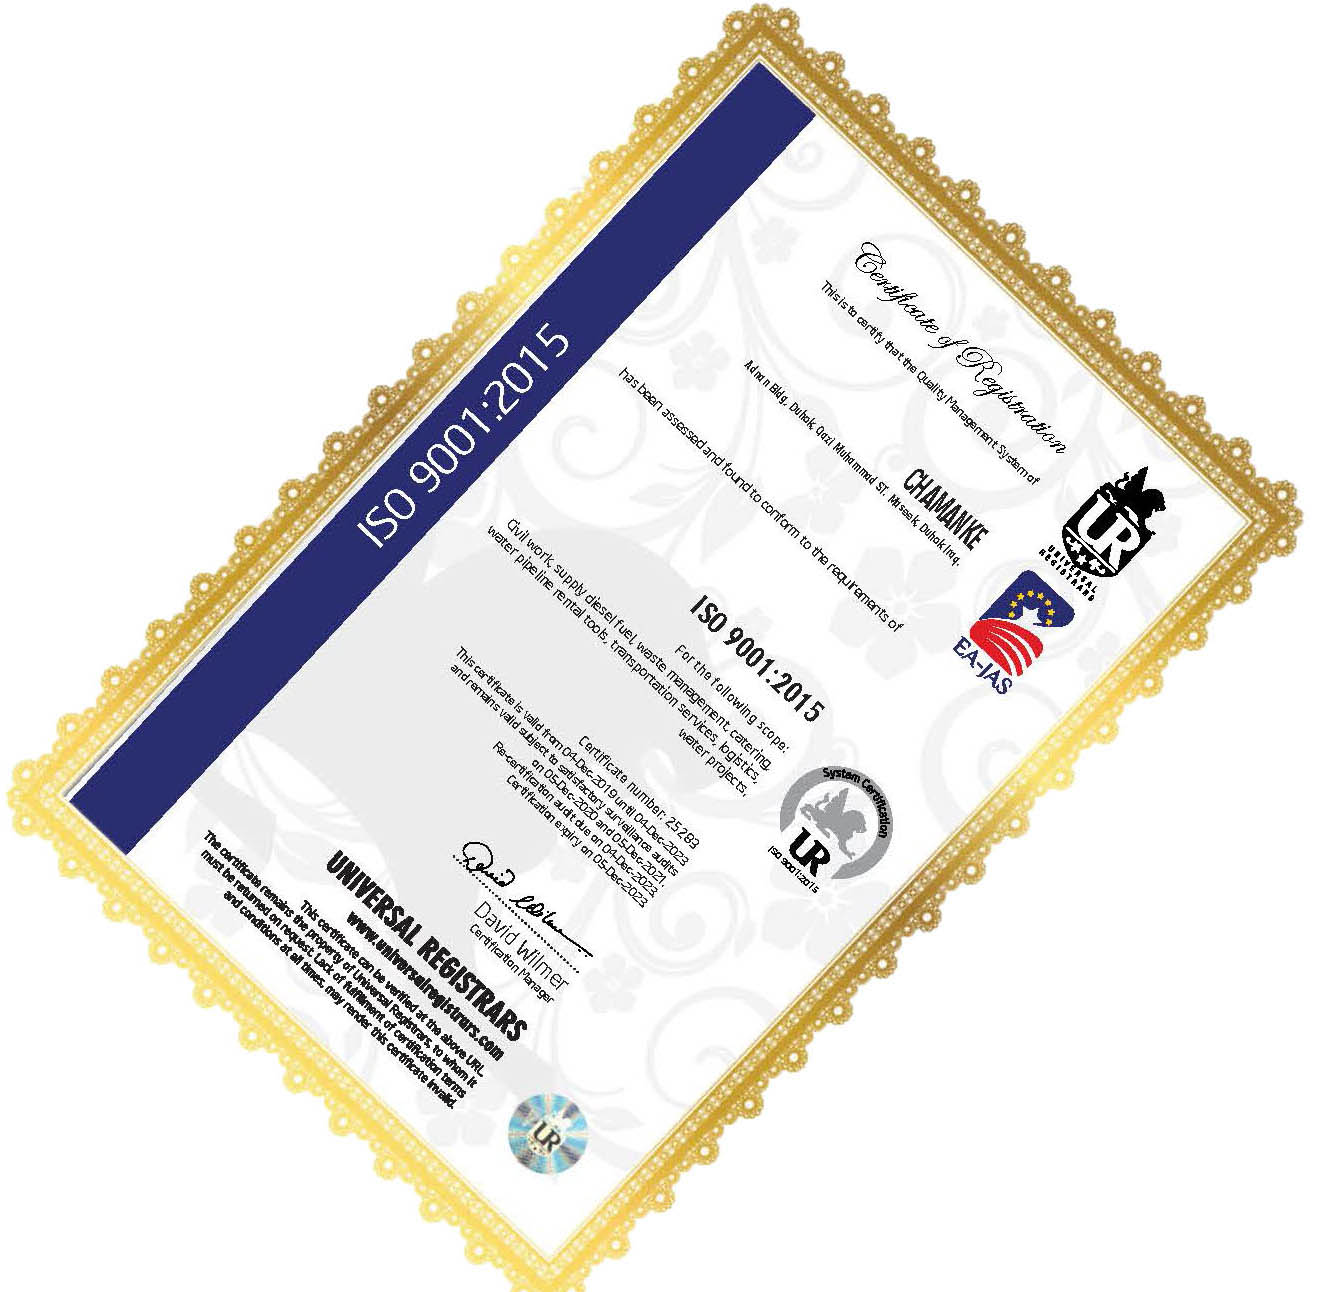 ISO 9001:2015
Certificate of Registration
This is to certify that the Quality Management System of
CHAMANKE
Adnan Bldg, Duhok, Qazi Muhammad ST. Maseek, Duhok Iraq.
has been assessed and found to conform to the requirements of
ISO 9001:2015
For the following scope:
Civil work, supply diesel fuel, waste management, catering,
water pipeline rental tools, transportation services, logistics,
water projects,
Certificate number: 25283
This certificate is valid from 04-Dec-2019 until 04-Dec-2023
and remains valid subject to satisfactory surveillance audits
on 05-Dec-2020 and 05-Dec-2021.
Re-certification audit due on 04-Dec-2023
Certification expiry on 05-Dec-2023
David Wilmer
Certification Manager
UNIVERSAL REGISTRARS
www.universalregistrars.com
This certificate can be verified at the above URL.
The certificate remains the property of Universal Registrars, to whom it
must be returned on request. Lack of fulfilment of certification terms
and conditions at all times, may render this certificate invalid.
UR
UNIVERSAL
REGISTRARS
EA-JAS
System Certification
UR
ISO 9001:2015
UR